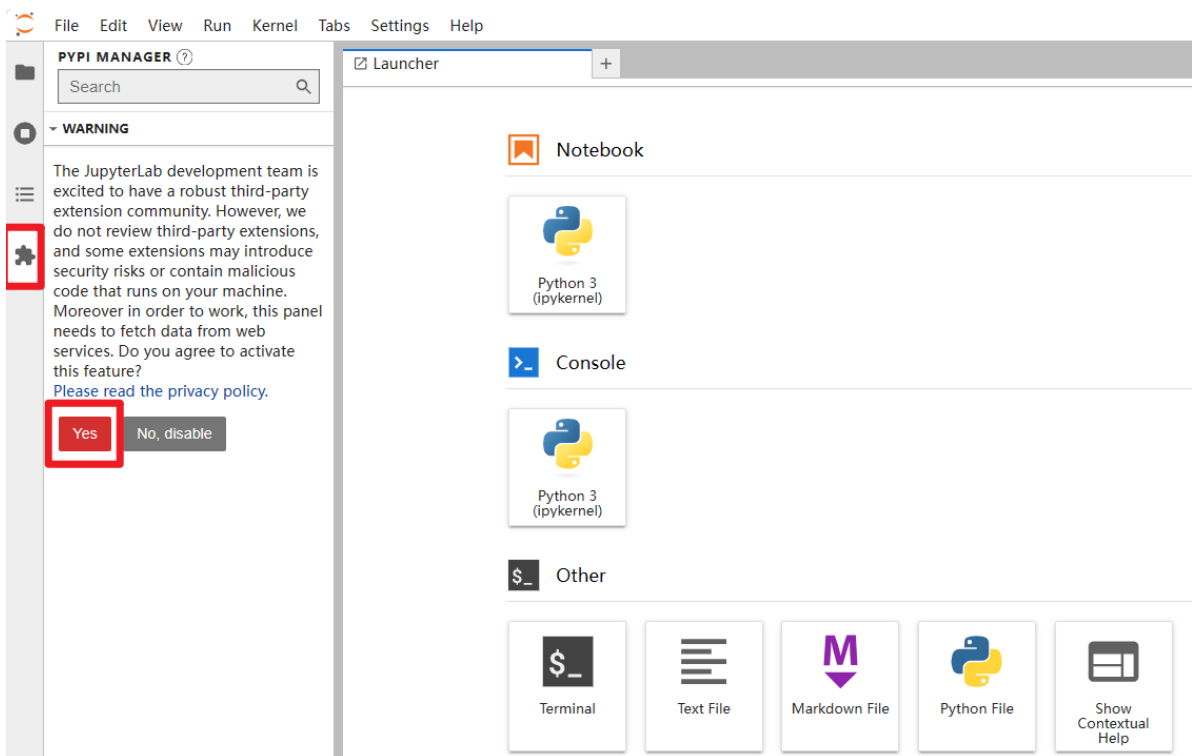 File Edit View Run Kernel Tabs Settings Help
PYPI MANAGER ?
Search
WARNING
The JupyterLab development team is
excited to have a robust third-party
extension community. However, we
do not review third-party extensions,
and some extensions may introduce
security risks or contain malicious
code that runs on your machine.
Moreover in order to work, this panel
needs to fetch data from web
services. Do you agree to activate
this feature?
Please read the privacy policy.
Yes
No, disable
Launcher
+
Notebook
Python 3
(ipykernel)
>_ Console
Python 3
(ipykernel)
$_ Other
$_
Terminal
Text File
M
Markdown File
Python File
Show
Contextual
Help